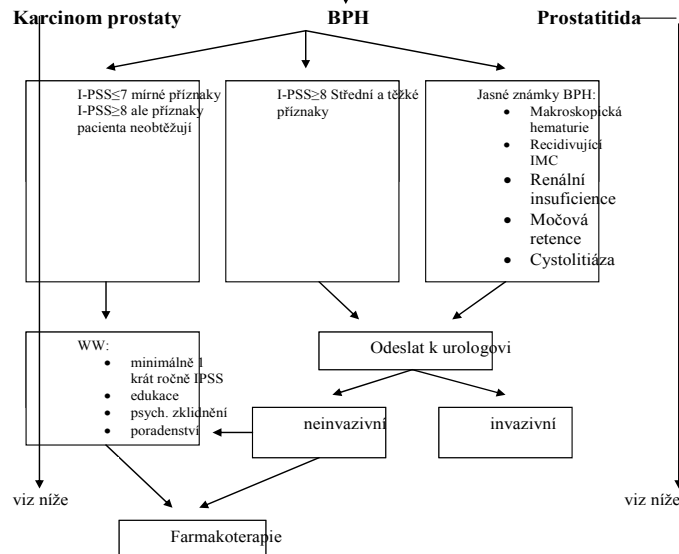 Karcinom prostaty
BPH
Prostatitida
I-PSS≤7 mírné příznaky
I-PSS≥8 ale příznaky
pacienta neobtěžují
I-PSS≥8 Střední a těžké
příznaky
Jasné známky BPH:
• Makroskopická
hematurie
• Recidivující
IMC
• Renální
insuficience
• Močová
retence
• Cystolitiáza
WW:
• minimálně 1
krát ročně IPSS
• edukace
• psych. zklidnění
• poradenství
Odeslat k urologovi
neinvazivní
invazivní
viz níže
viz níže
Farmakoterapie